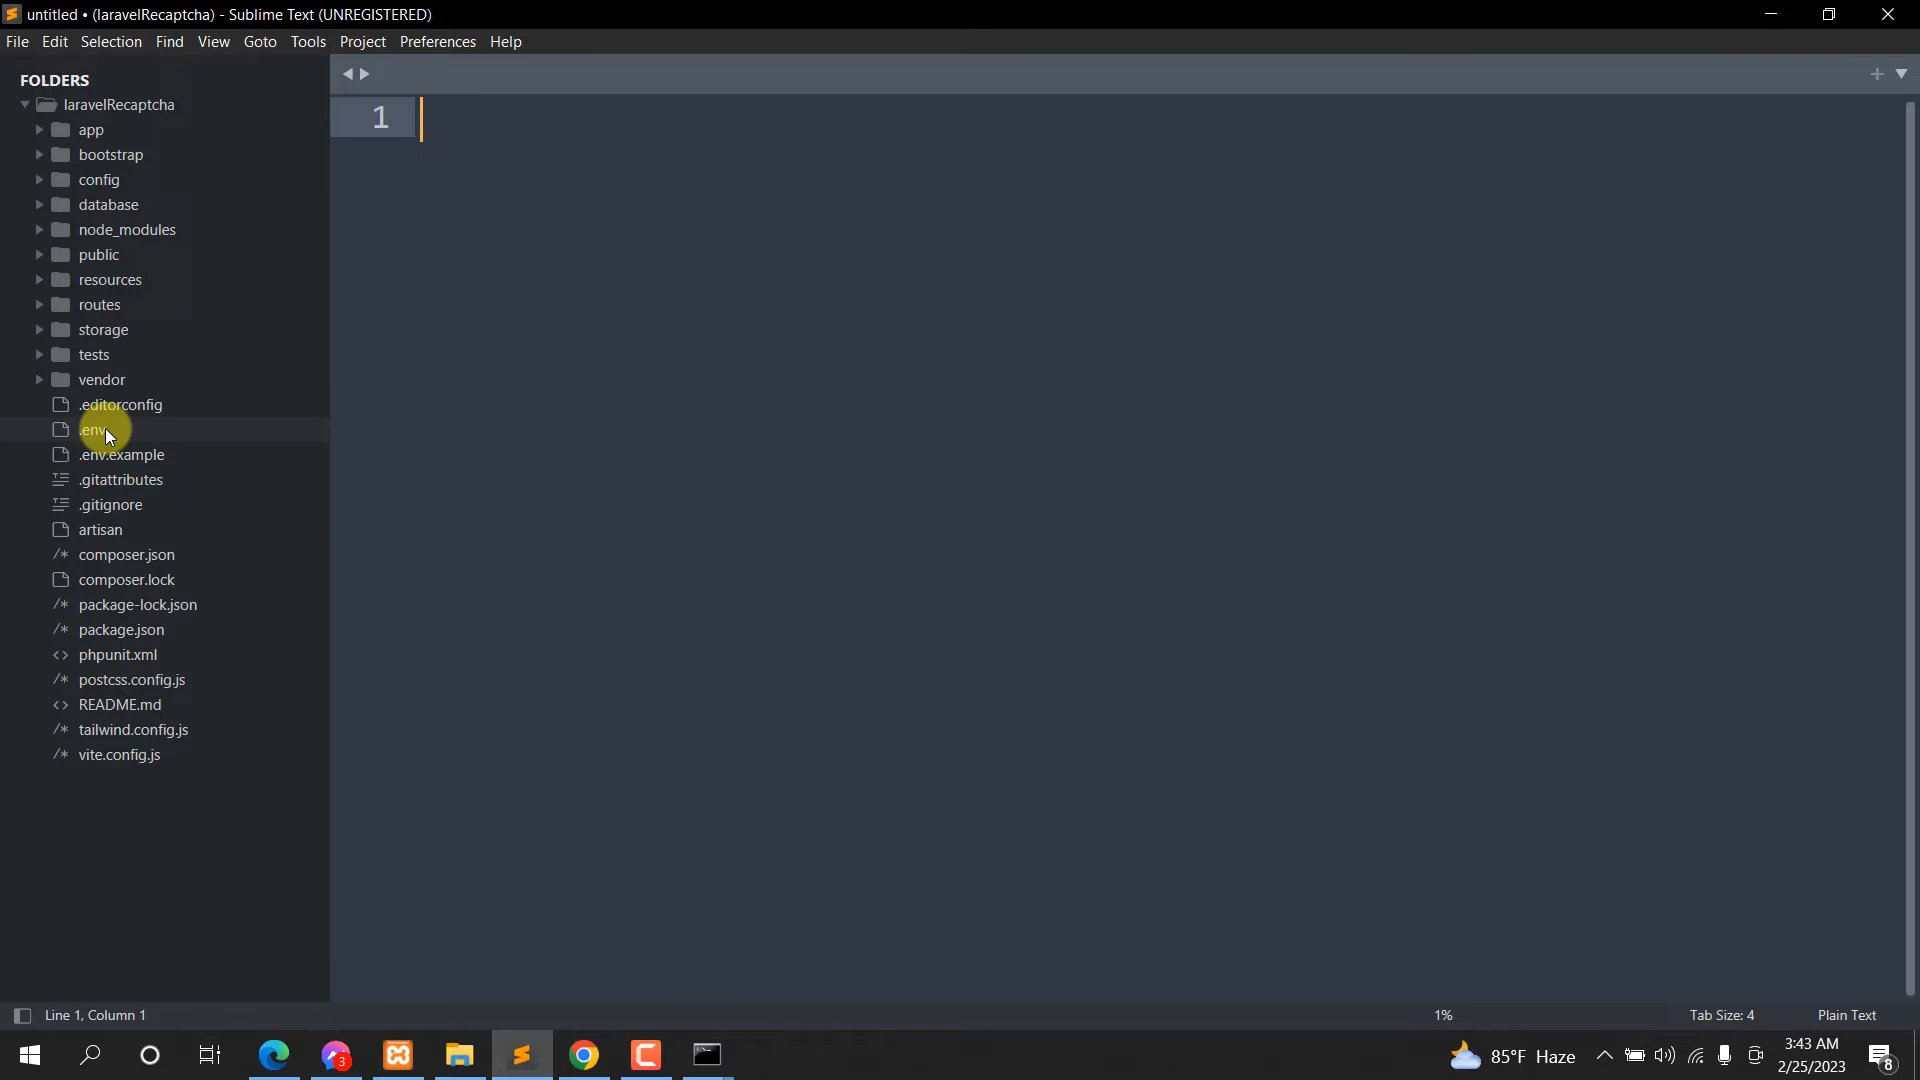 untitled • (laravelRecaptcha) - Sublime Text (UNREGISTERED)
File Edit Selection Find View Goto Tools Project Preferences Help
FOLDERS
laravelRecaptcha
app
bootstrap
config
database
node_modules
public
resources
routes
storage
tests
vendor
.editorconfig
.env
.env.example
.gitattributes
.gitignore
artisan
composer.json
composer.lock
package-lock.json
package.json
phpunit.xml
postcss.config.js
README.md
tailwind.config.js
vite.config.js
1
Line 1, Column 1
1%
Tab Size: 4
Plain Text
3
85°F Haze
3:43 AM
2/25/2023
8